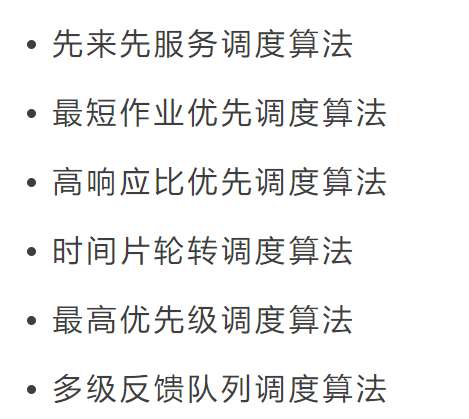 • 先来先服务调度算法
• 最短作业优先调度算法
• 高响应比优先调度算法
• 时间片轮转调度算法
• 最高优先级调度算法
• 多级反馈队列调度算法